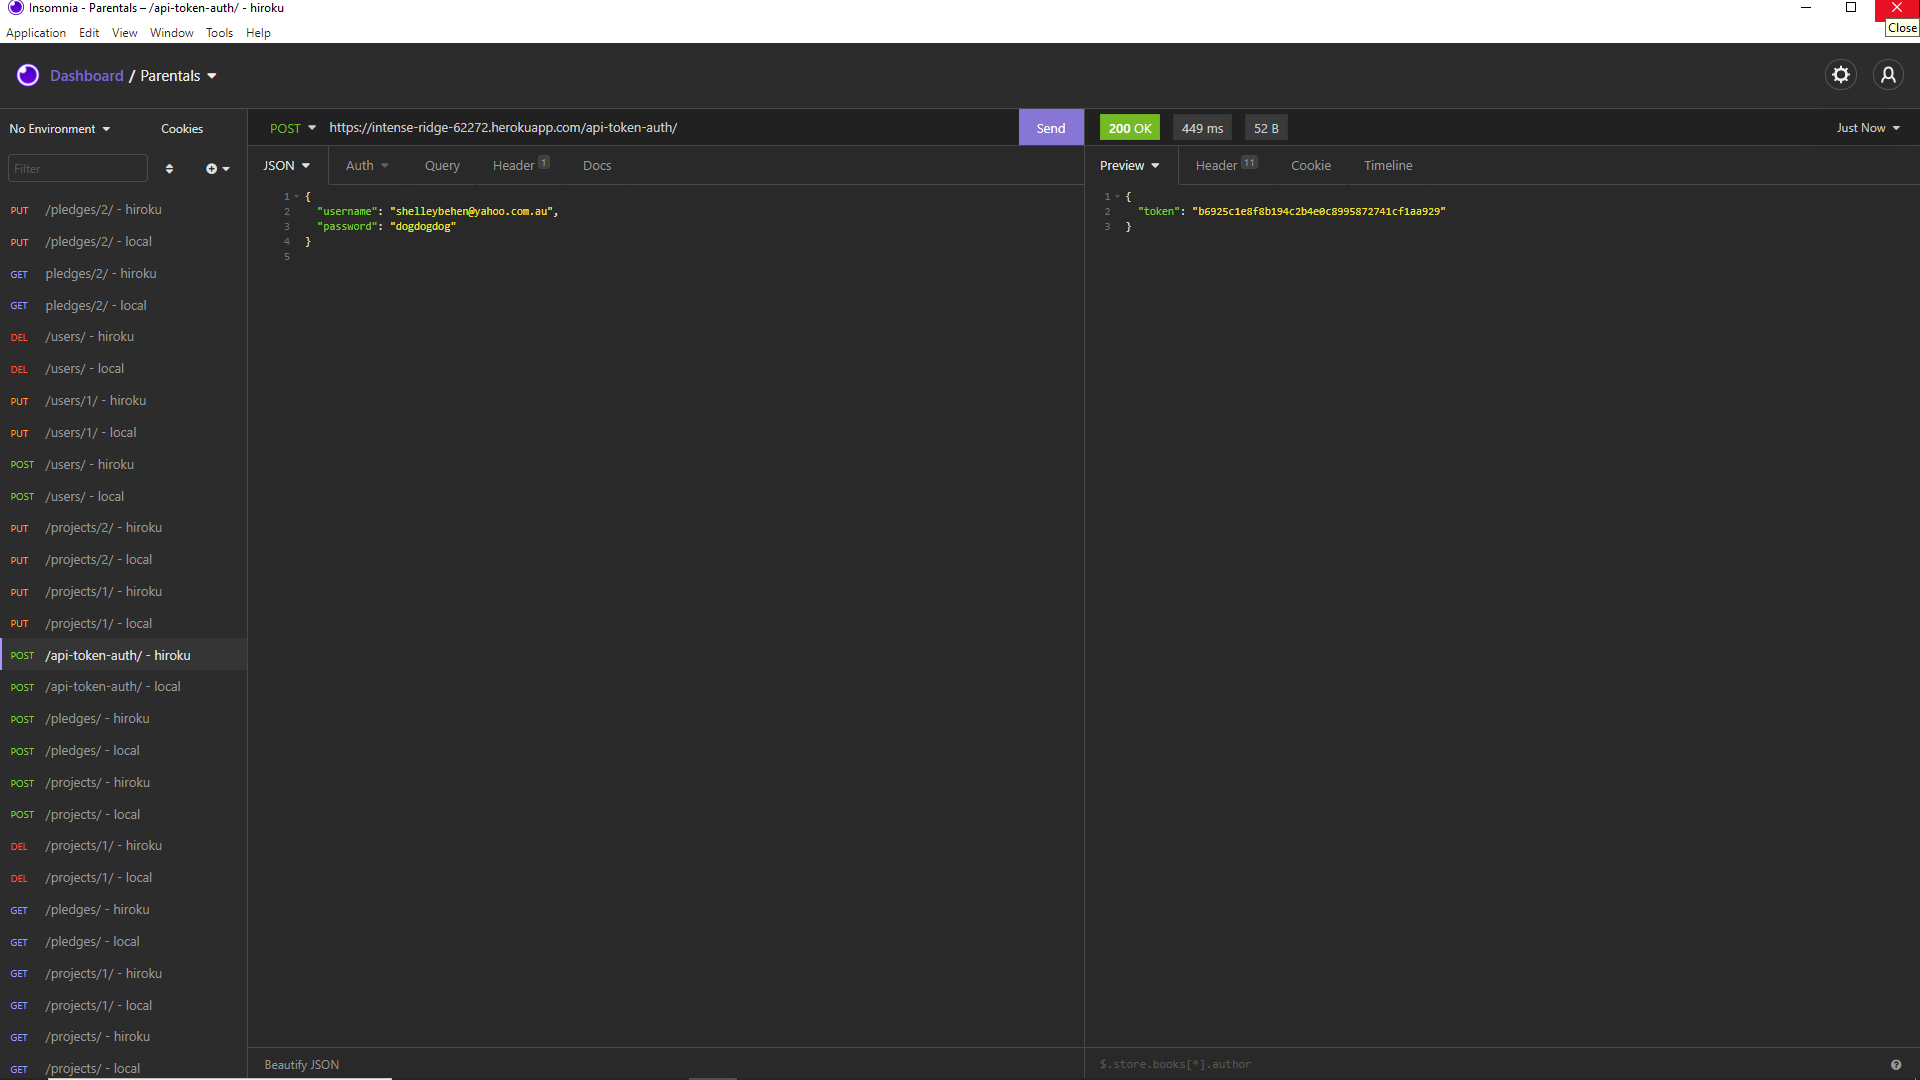 Insomnia - Parentals – /api-token-auth/ - hiroku
Close
Application Edit View Window Tools Help
Dashboard / Parentals
No Environment Cookies
POST https://intense-ridge-62272.herokuapp.com/api-token-auth/ Send
200 OK 449 ms 52 B Just Now
Filter
JSON Auth Query Header 1 Docs
Preview Header 11 Cookie Timeline
1 {
2 "username": "shelleybehen@yahoo.com.au",
3 "password": "dogdogdog"
4 }
5
1 {
2 "token": "b6925c1e8f8b194c2b4e0c8995872741cf1aa929"
3 }
PUT /pledges/2/ - hiroku
PUT /pledges/2/ - local
GET pledges/2/ - hiroku
GET pledges/2/ - local
DEL /users/ - hiroku
DEL /users/ - local
PUT /users/1/ - hiroku
PUT /users/1/ - local
POST /users/ - hiroku
POST /users/ - local
PUT /projects/2/ - hiroku
PUT /projects/2/ - local
PUT /projects/1/ - hiroku
PUT /projects/1/ - local
POST /api-token-auth/ - hiroku
POST /api-token-auth/ - local
POST /pledges/ - hiroku
POST /pledges/ - local
POST /projects/ - hiroku
POST /projects/ - local
DEL /projects/1/ - hiroku
DEL /projects/1/ - local
GET /pledges/ - hiroku
GET /pledges/ - local
GET /projects/1/ - hiroku
GET /projects/1/ - local
GET /projects/ - hiroku
GET /projects/ - local
Beautify JSON
$.store.books[*].author